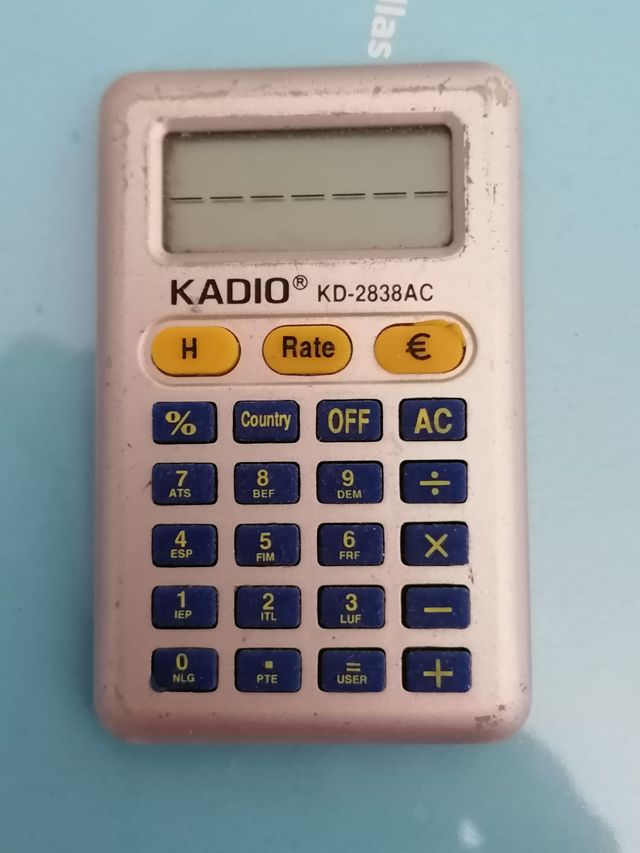 llas
KADIO® KD-2838AC
H Rate €
% Country OFF AC
7 8 9 ÷
ATS BEF DEM
4 5 6 ×
ESP FIM FRF
1 2 3 −
IEP ITL LUF
0 . = +
NLG PTE USER